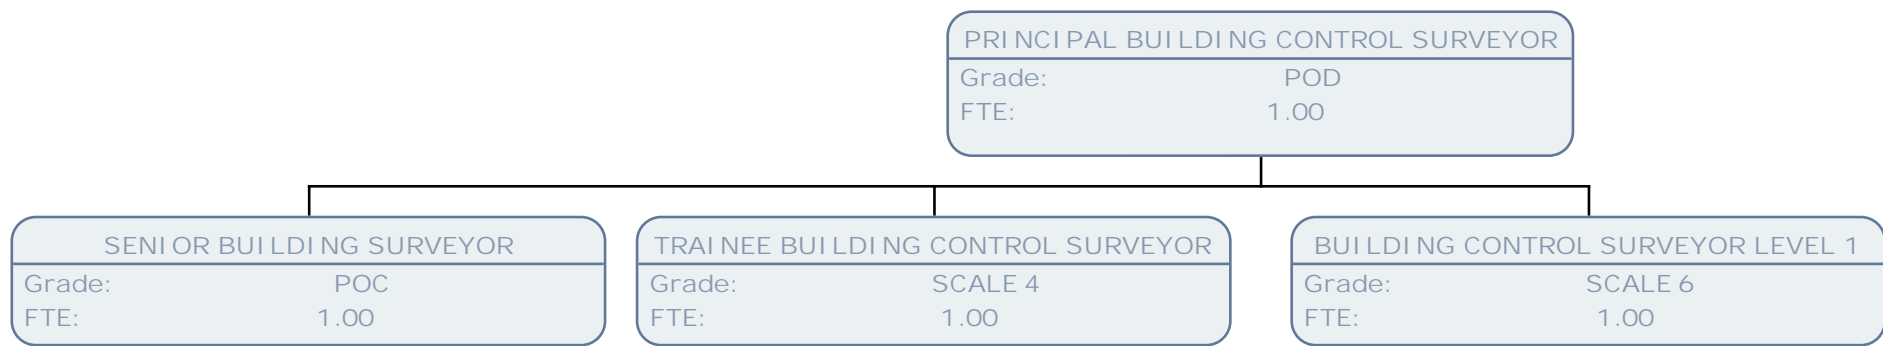 PRINCIPAL BUILDING CONTROL SURVEYOR
Grade: POD
FTE: 1.00
SENIOR BUILDING SURVEYOR
Grade: POC
FTE: 1.00
TRAINEE BUILDING CONTROL SURVEYOR
Grade: SCALE 4
FTE: 1.00
BUILDING CONTROL SURVEYOR LEVEL 1
Grade: SCALE 6
FTE: 1.00